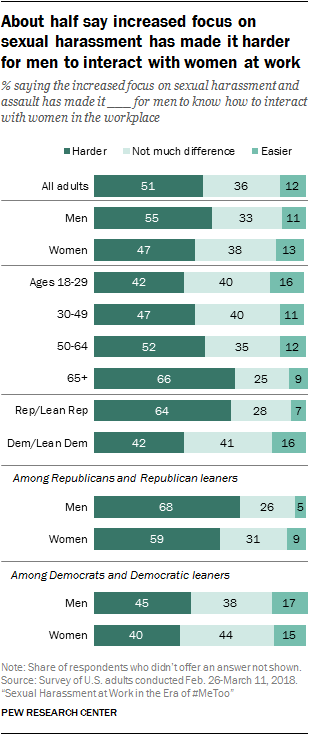 About half say increased focus on
sexual harassment has made it harder
for men to interact with women at work
% saying the increased focus on sexual harassment and
assault has made it ____ for men to know how to interact
with women in the workplace
Harder Not much difference Easier
All adults 51 36 12
Men 55 33 11
Women 47 38 13
Ages 18-29 42 40 16
30-49 47 40 11
50-64 52 35 12
65+ 66 25 9
Rep/Lean Rep 64 28 7
Dem/Lean Dem 42 41 16
Among Republicans and Republican leaners
Men 68 26 5
Women 59 31 9
Among Democrats and Democratic leaners
Men 45 38 17
Women 40 44 15
Note: Share of respondents who didn't offer an answer not shown.
Source: Survey of U.S. adults conducted Feb. 26-March 11, 2018.
"Sexual Harassment at Work in the Era of #MeToo"
PEW RESEARCH CENTER